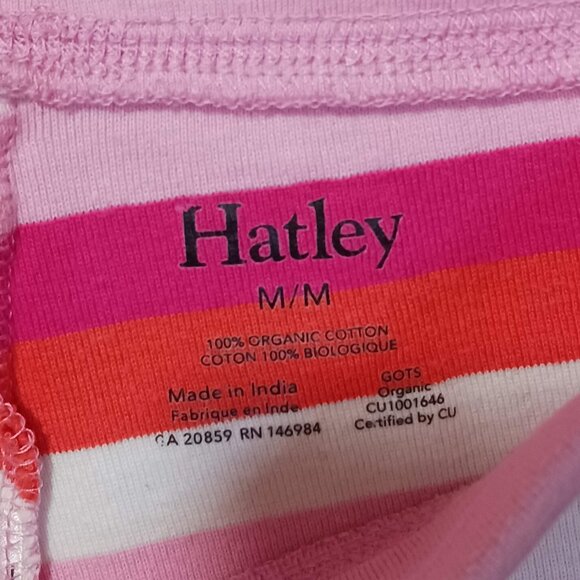 Hatley
M/M
100% ORGANIC COTTON
COTON 100% BIOLOGIQUE
Made in India
Fabrique en Inde
CA 20859 RN 146984
GOTS
Organic
CU1001646
Certified by CU